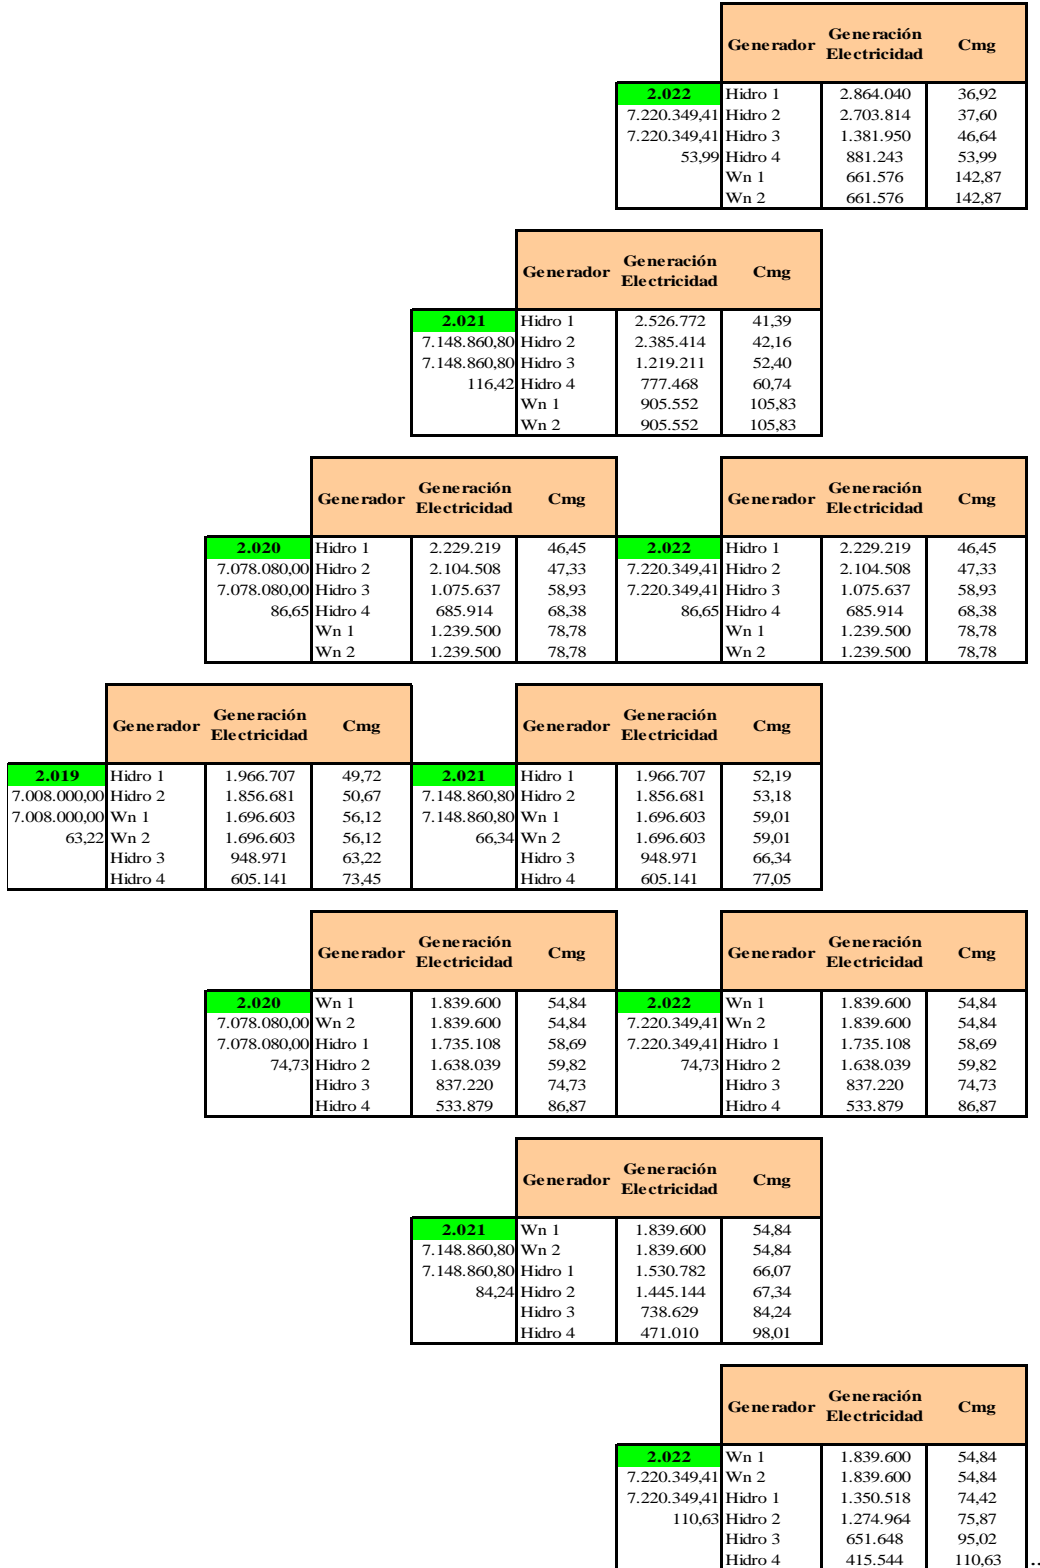 Generador Generación Electricidad Cmg
2.022 Hidro 1 2.864.040 36,92
7.220.349,41 Hidro 2 2.703.814 37,60
7.220.349,41 Hidro 3 1.381.950 46,64
53,99 Hidro 4 881.243 53,99
Wn 1 661.576 142,87
Wn 2 661.576 142,87
Generador Generación Electricidad Cmg
2.021 Hidro 1 2.526.772 41,39
7.148.860,80 Hidro 2 2.385.414 42,16
7.148.860,80 Hidro 3 1.219.211 52,40
116,42 Hidro 4 777.468 60,74
Wn 1 905.552 105,83
Wn 2 905.552 105,83
Generador Generación Electricidad Cmg Generador Generación Electricidad Cmg
2.020 Hidro 1 2.229.219 46,45 2.022 Hidro 1 2.229.219 46,45
7.078.080,00 Hidro 2 2.104.508 47,33 7.220.349,41 Hidro 2 2.104.508 47,33
7.078.080,00 Hidro 3 1.075.637 58,93 7.220.349,41 Hidro 3 1.075.637 58,93
86,65 Hidro 4 685.914 68,38 86,65 Hidro 4 685.914 68,38
Wn 1 1.239.500 78,78 Wn 1 1.239.500 78,78
Wn 2 1.239.500 78,78 Wn 2 1.239.500 78,78
Generador Generación Electricidad Cmg Generador Generación Electricidad Cmg
2.019 Hidro 1 1.966.707 49,72 2.021 Hidro 1 1.966.707 52,19
7.008.000,00 Hidro 2 1.856.681 50,67 7.148.860,80 Hidro 2 1.856.681 53,18
7.008.000,00 Wn 1 1.696.603 56,12 7.148.860,80 Wn 1 1.696.603 59,01
63,22 Wn 2 1.696.603 56,12 66,34 Wn 2 1.696.603 59,01
Hidro 3 948.971 63,22 Hidro 3 948.971 66,34
Hidro 4 605.141 73,45 Hidro 4 605.141 77,05
Generador Generación Electricidad Cmg Generador Generación Electricidad Cmg
2.020 Wn 1 1.839.600 54,84 2.022 Wn 1 1.839.600 54,84
7.078.080,00 Wn 2 1.839.600 54,84 7.220.349,41 Wn 2 1.839.600 54,84
7.078.080,00 Hidro 1 1.735.108 58,69 7.220.349,41 Hidro 1 1.735.108 58,69
74,73 Hidro 2 1.638.039 59,82 74,73 Hidro 2 1.638.039 59,82
Hidro 3 837.220 74,73 Hidro 3 837.220 74,73
Hidro 4 533.879 86,87 Hidro 4 533.879 86,87
Generador Generación Electricidad Cmg
2.021 Wn 1 1.839.600 54,84
7.148.860,80 Wn 2 1.839.600 54,84
7.148.860,80 Hidro 1 1.530.782 66,07
84,24 Hidro 2 1.445.144 67,34
Hidro 3 738.629 84,24
Hidro 4 471.010 98,01
Generador Generación Electricidad Cmg
2.022 Wn 1 1.839.600 54,84
7.220.349,41 Wn 2 1.839.600 54,84
7.220.349,41 Hidro 1 1.350.518 74,42
110,63 Hidro 2 1.274.964 75,87
Hidro 3 651.648 95,02
Hidro 4 415.544 110,63 ..